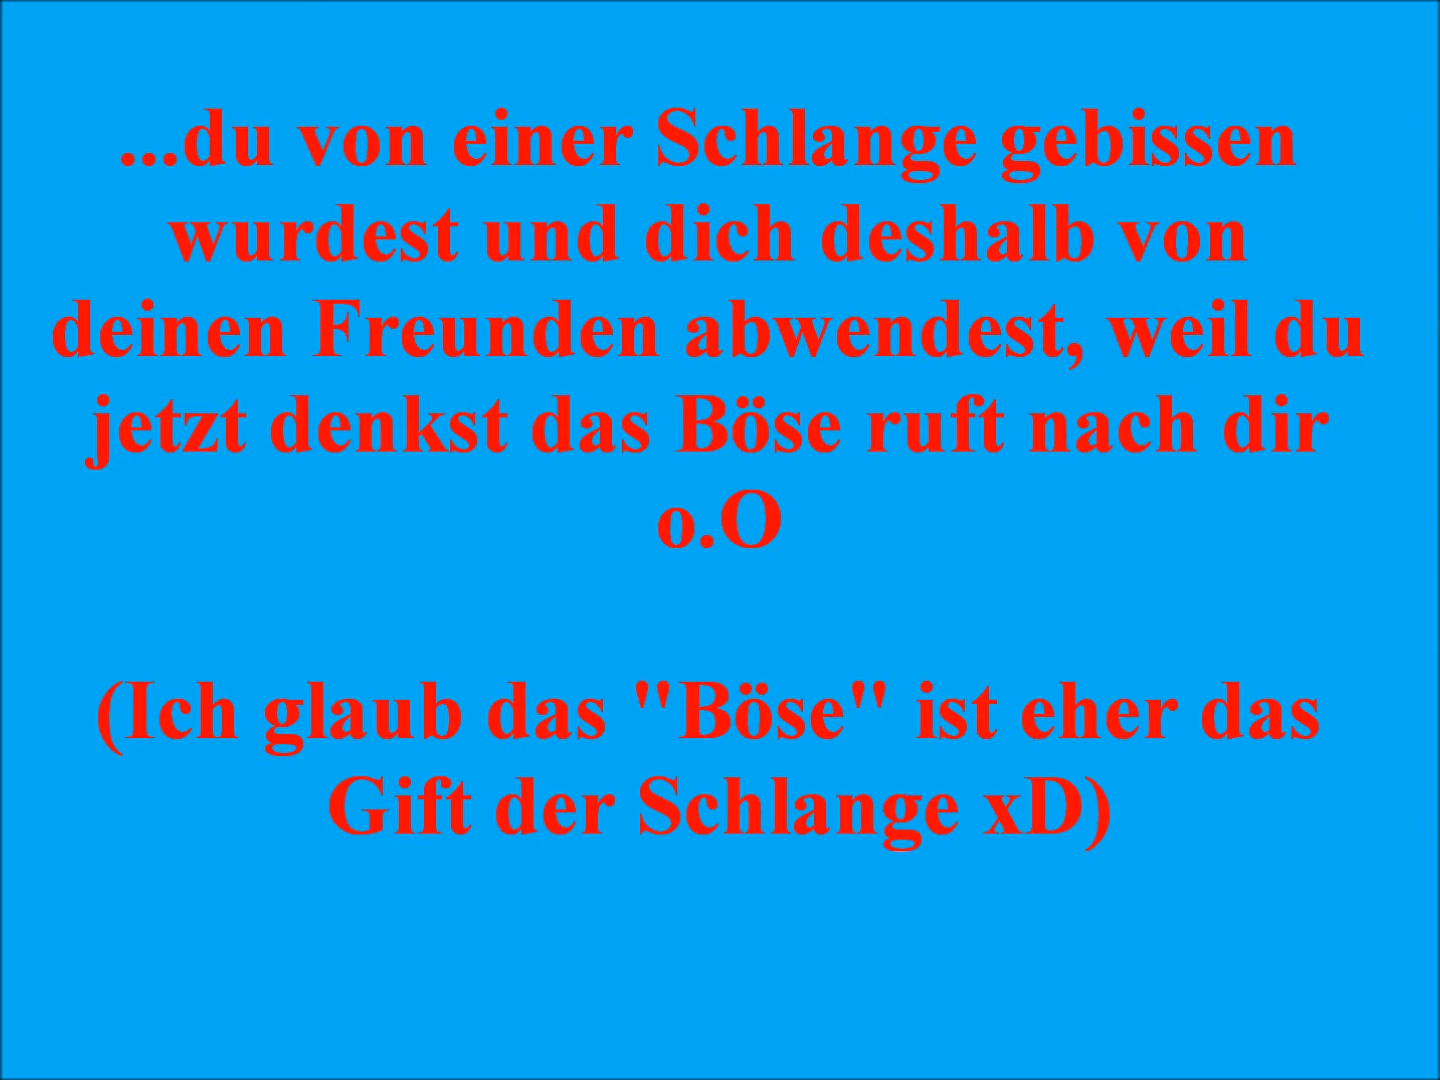 ...du von einer Schlange gebissen
wurdest und dich deshalb von
deinen Freunden abwendest, weil du
jetzt denkst das Böse ruft nach dir
o.O
(Ich glaub das "Böse" ist eher das
Gift der Schlange xD)